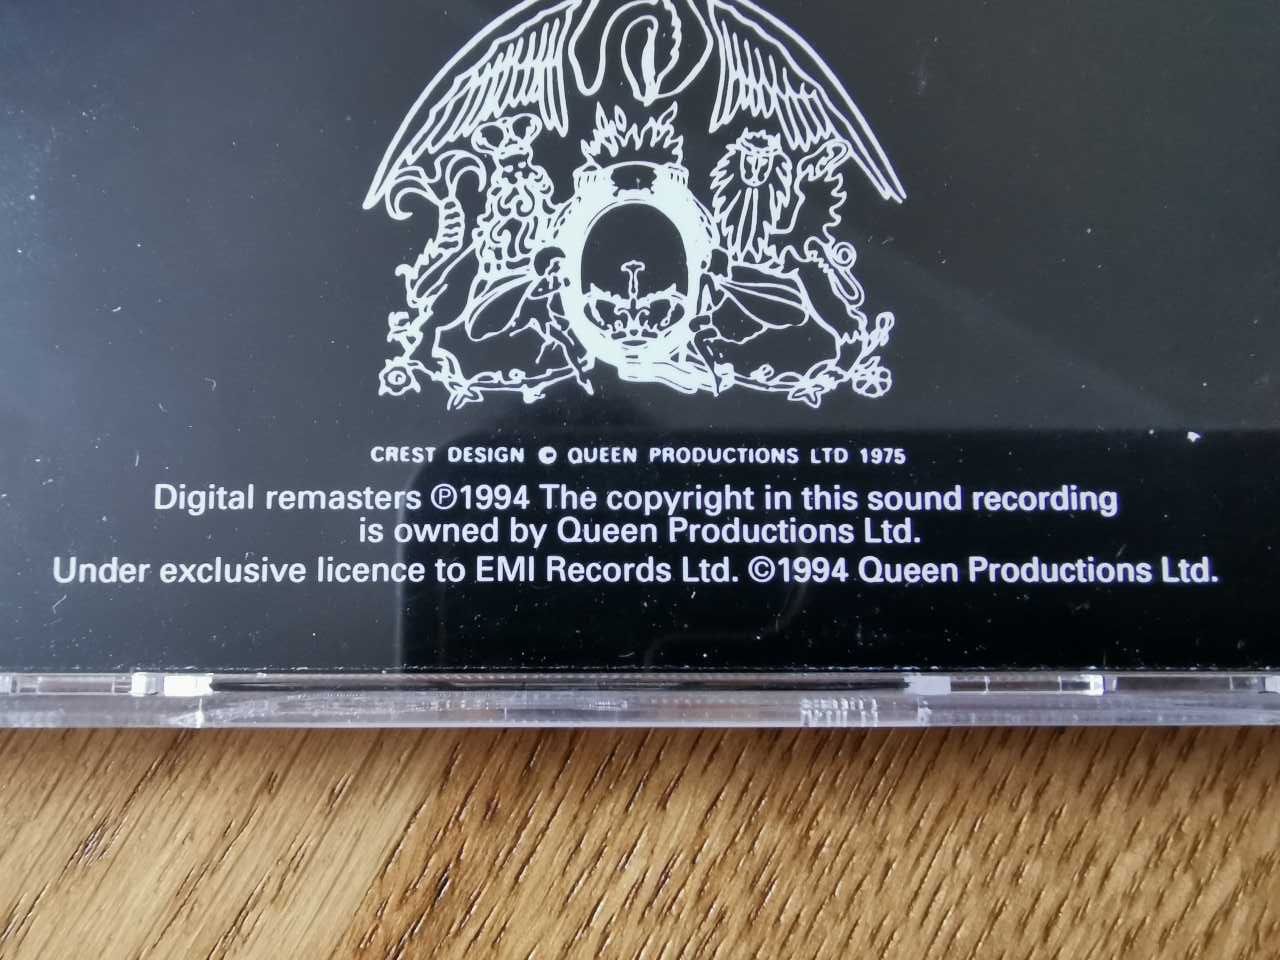 CREST DESIGN © QUEEN PRODUCTIONS LTD 1975
Digital remasters ℗1994 The copyright in this sound recording
is owned by Queen Productions Ltd.
Under exclusive licence to EMI Records Ltd. ©1994 Queen Productions Ltd.